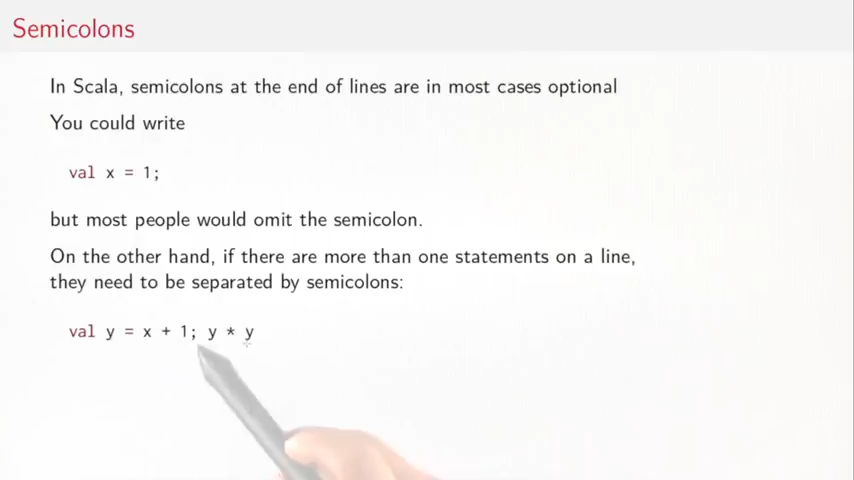 Semicolons
In Scala, semicolons at the end of lines are in most cases optional
You could write
val x = 1;
but most people would omit the semicolon.
On the other hand, if there are more than one statements on a line,
they need to be separated by semicolons:
val y = x + 1; y * y